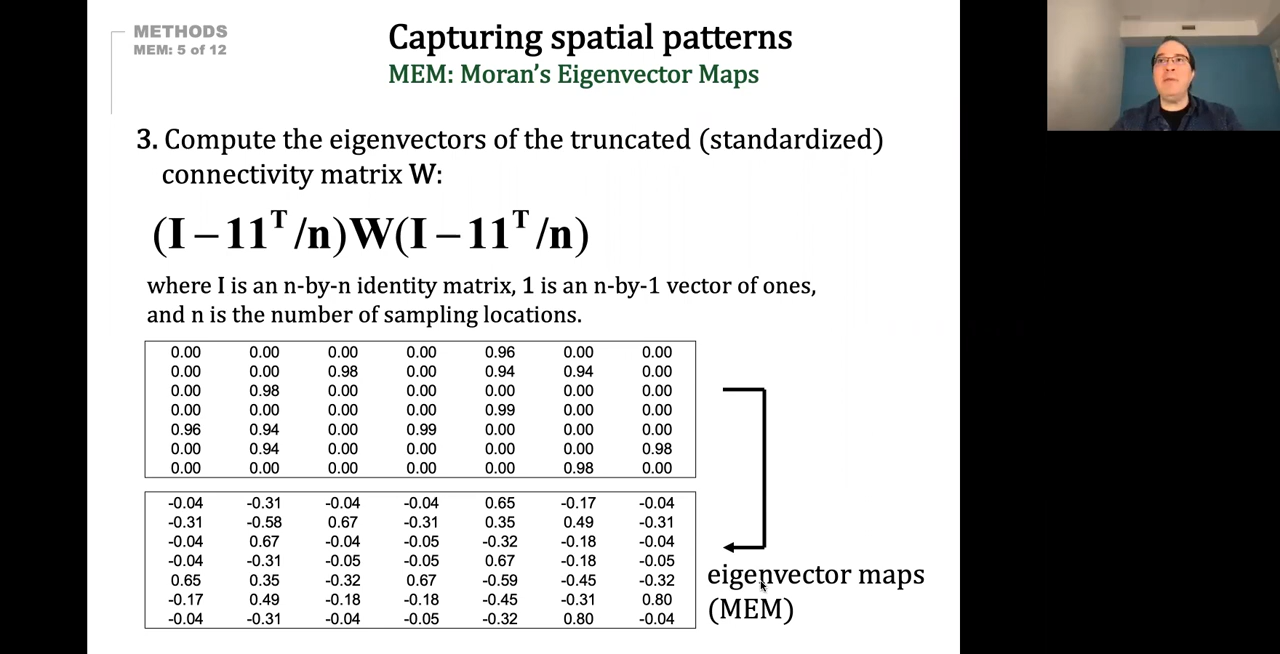 METHODS
MEM: 5 of 12
Capturing spatial patterns
MEM: Moran’s Eigenvector Maps
3. Compute the eigenvectors of the truncated (standardized)
connectivity matrix W:
(I – 11ᵀ/n)W(I – 11ᵀ/n)
where I is an n-by-n identity matrix, 1 is an n-by-1 vector of ones,
and n is the number of sampling locations.
0.00 0.00 0.00 0.00 0.96 0.00 0.00
0.00 0.00 0.98 0.00 0.94 0.94 0.00
0.00 0.98 0.00 0.00 0.00 0.00 0.00
0.00 0.00 0.00 0.00 0.99 0.00 0.00
0.96 0.94 0.00 0.99 0.00 0.00 0.00
0.00 0.94 0.00 0.00 0.00 0.00 0.98
0.00 0.00 0.00 0.00 0.00 0.98 0.00
-0.04 -0.31 -0.04 -0.04 0.65 -0.17 -0.04
-0.31 -0.58 0.67 -0.31 0.35 0.49 -0.31
-0.04 0.67 -0.04 -0.05 -0.32 -0.18 -0.04
-0.04 -0.31 -0.05 -0.05 0.67 -0.18 -0.05
0.65 0.35 -0.32 0.67 -0.59 -0.45 -0.32
-0.17 0.49 -0.18 -0.18 -0.45 -0.31 0.80
-0.04 -0.31 -0.04 -0.05 -0.32 0.80 -0.04
eigenvector maps
(MEM)